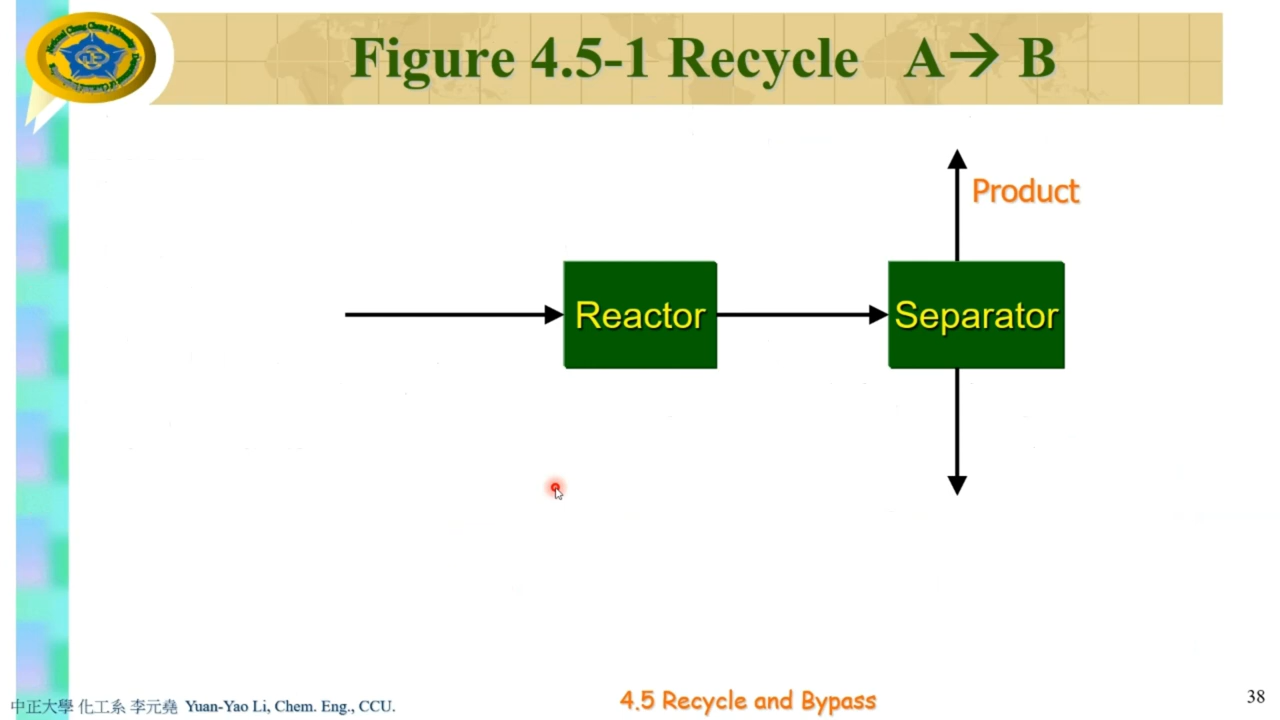 Figure 4.5-1 Recycle A→ B
Product
Reactor
Separator
中正大學 化工系 李元堯 Yuan-Yao Li, Chem. Eng., CCU.
4.5 Recycle and Bypass
38